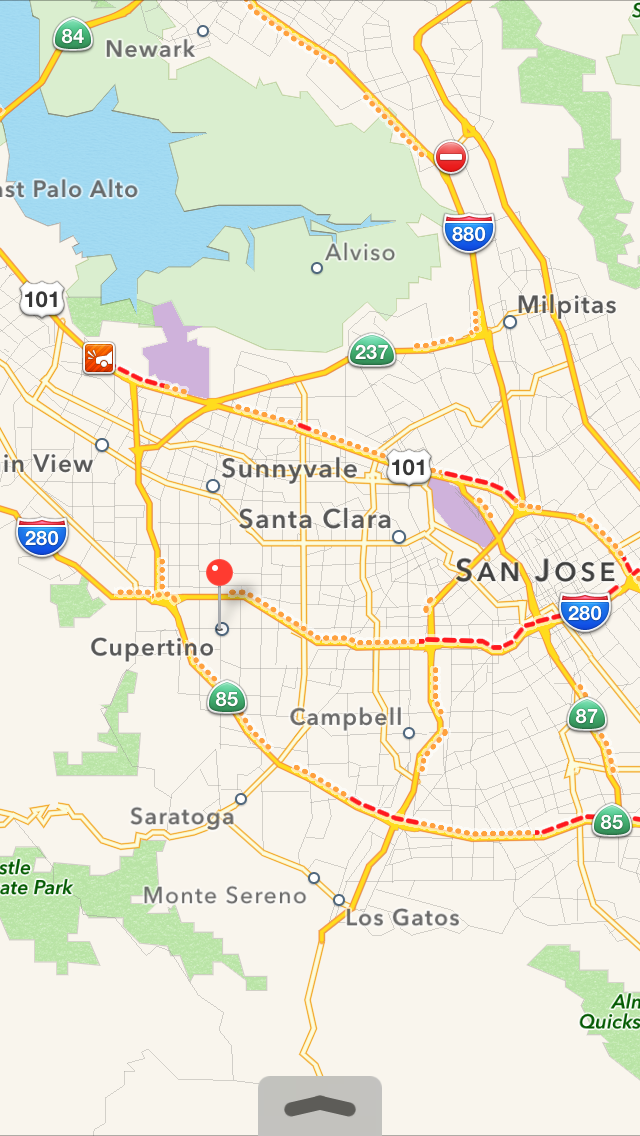 84
Newark
ast Palo Alto
880
Alviso
101
Milpitas
237
in View
Sunnyvale
101
Santa Clara
280
SAN JOSE
280
Cupertino
85
Campbell
87
Saratoga
85
stle
ate Park
Monte Sereno
Los Gatos
Aln
Quicks
S